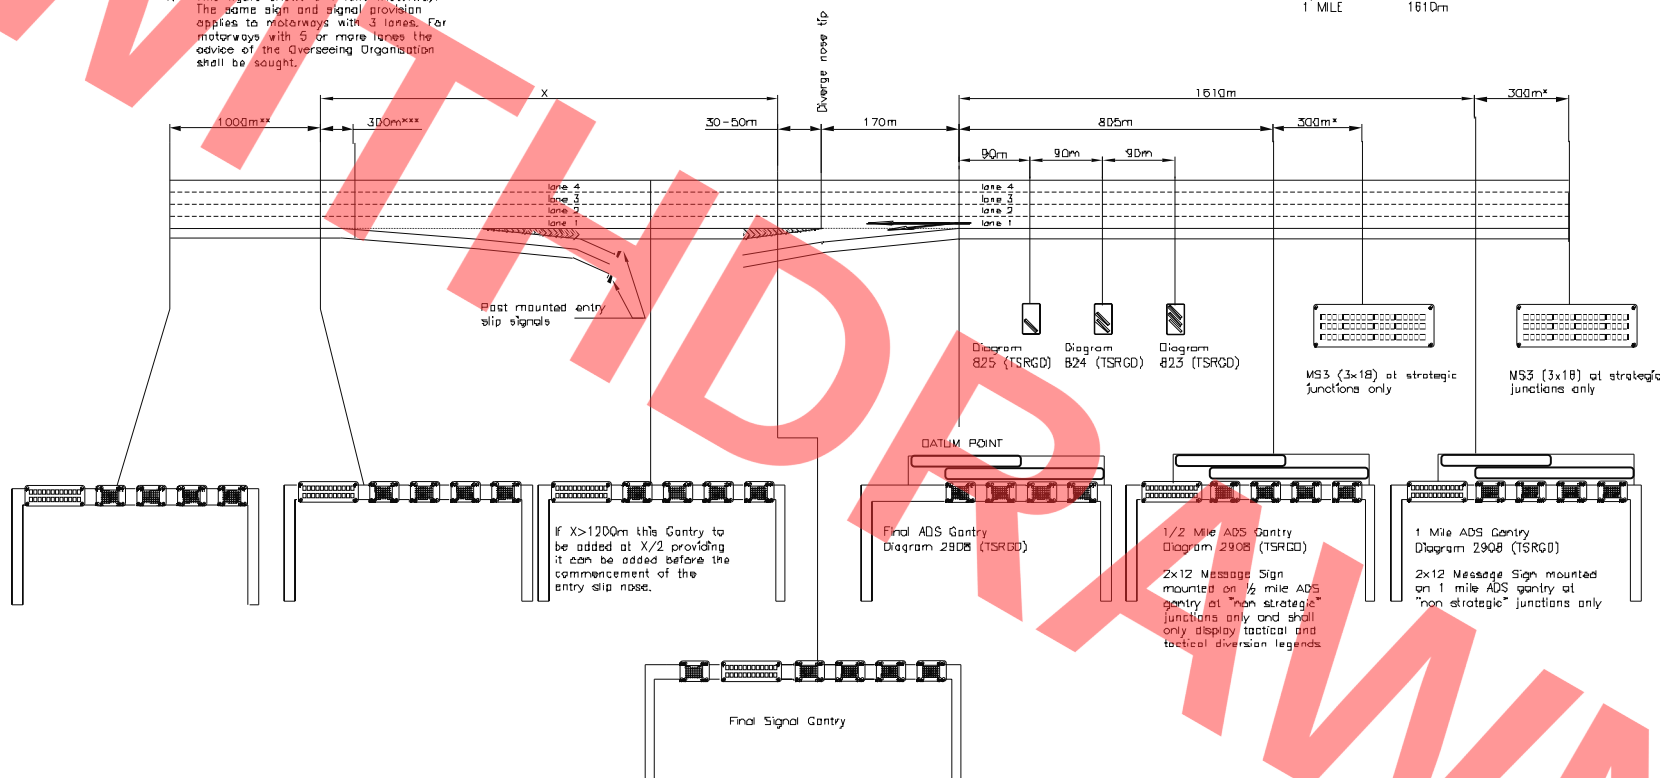 The same sign and signal provision
applies to motorways with 3 lanes. For
motorways with 5 or more lanes the
advice of the Overseeing Organisation
shall be sought.
1 MILE 1610m
Diverge nose tip
X
1610m
300m*
1000m**
300m***
30-50m
170m
805m
300m*
90m
90m
90m
lane 4
lane 3
lane 2
lane 1
lane 4
lane 3
lane 2
lane 1
Post mounted entry
slip signals
Diagram
825 (TSRGD)
Diagram
824 (TSRGD)
Diagram
823 (TSRGD)
MS3 (3x18) at strategic
junctions only
MS3 (3x18) at strategic
junctions only
DATUM POINT
If X>1200m this Gantry to
be added at X/2 providing
it can be added before the
commencement of the
entry slip nose.
Final ADS Gantry
Diagram 2908 (TSRGD)
1/2 Mile ADS Gantry
Diagram 2908 (TSRGD)
2x12 Message Sign
mounted on ½ mile ADS
gantry at "non strategic"
junctions only and shall
only display tactical and
tactical diversion legends
1 Mile ADS Gantry
Diagram 2908 (TSRGD)
2x12 Message Sign mounted
on 1 mile ADS gantry at
"non strategic" junctions only
Final Signal Gantry
WITHDRAWN